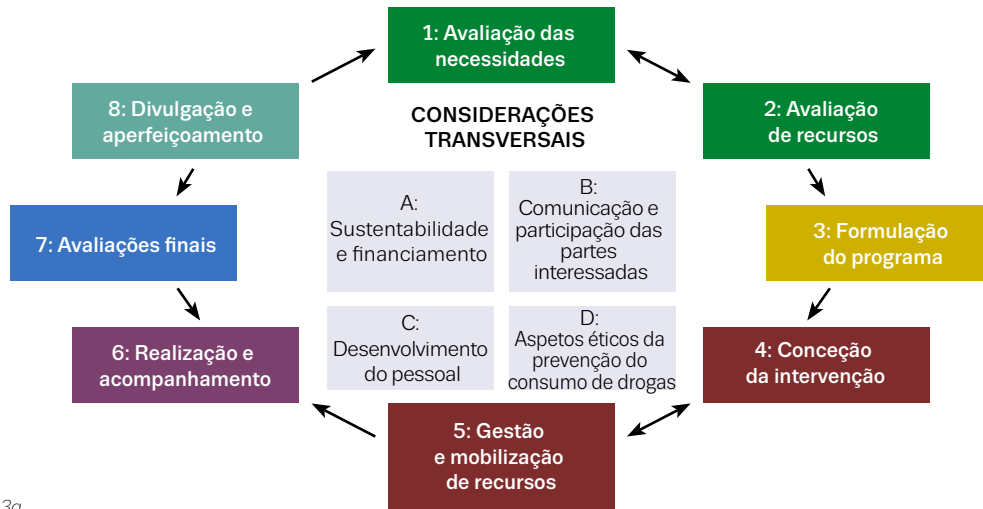 1: Avaliação das
necessidades
2: Avaliação
de recursos
3: Formulação
do programa
4: Conceção
da intervenção
5: Gestão
e mobilização
de recursos
6: Realização e
acompanhamento
7: Avaliações finais
8: Divulgação e
aperfeiçoamento
CONSIDERAÇÕES
TRANSVERSAIS
A:
Sustentabilidade
e financiamento
B:
Comunicação e
participação das
partes
interessadas
C:
Desenvolvimento
do pessoal
D:
Aspetos éticos da
prevenção do
consumo de drogas